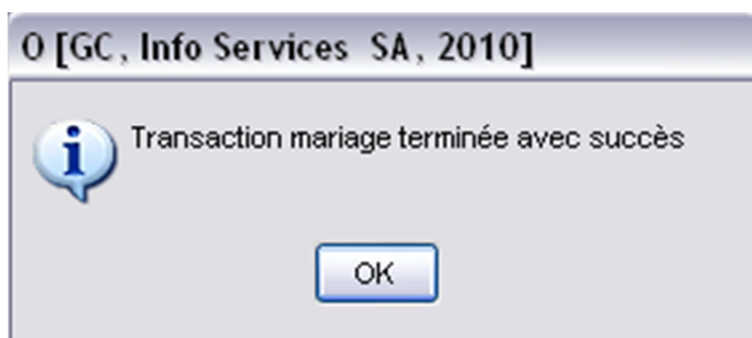 O [GC, Info Services SA, 2010]
Transaction mariage terminée avec succès
OK